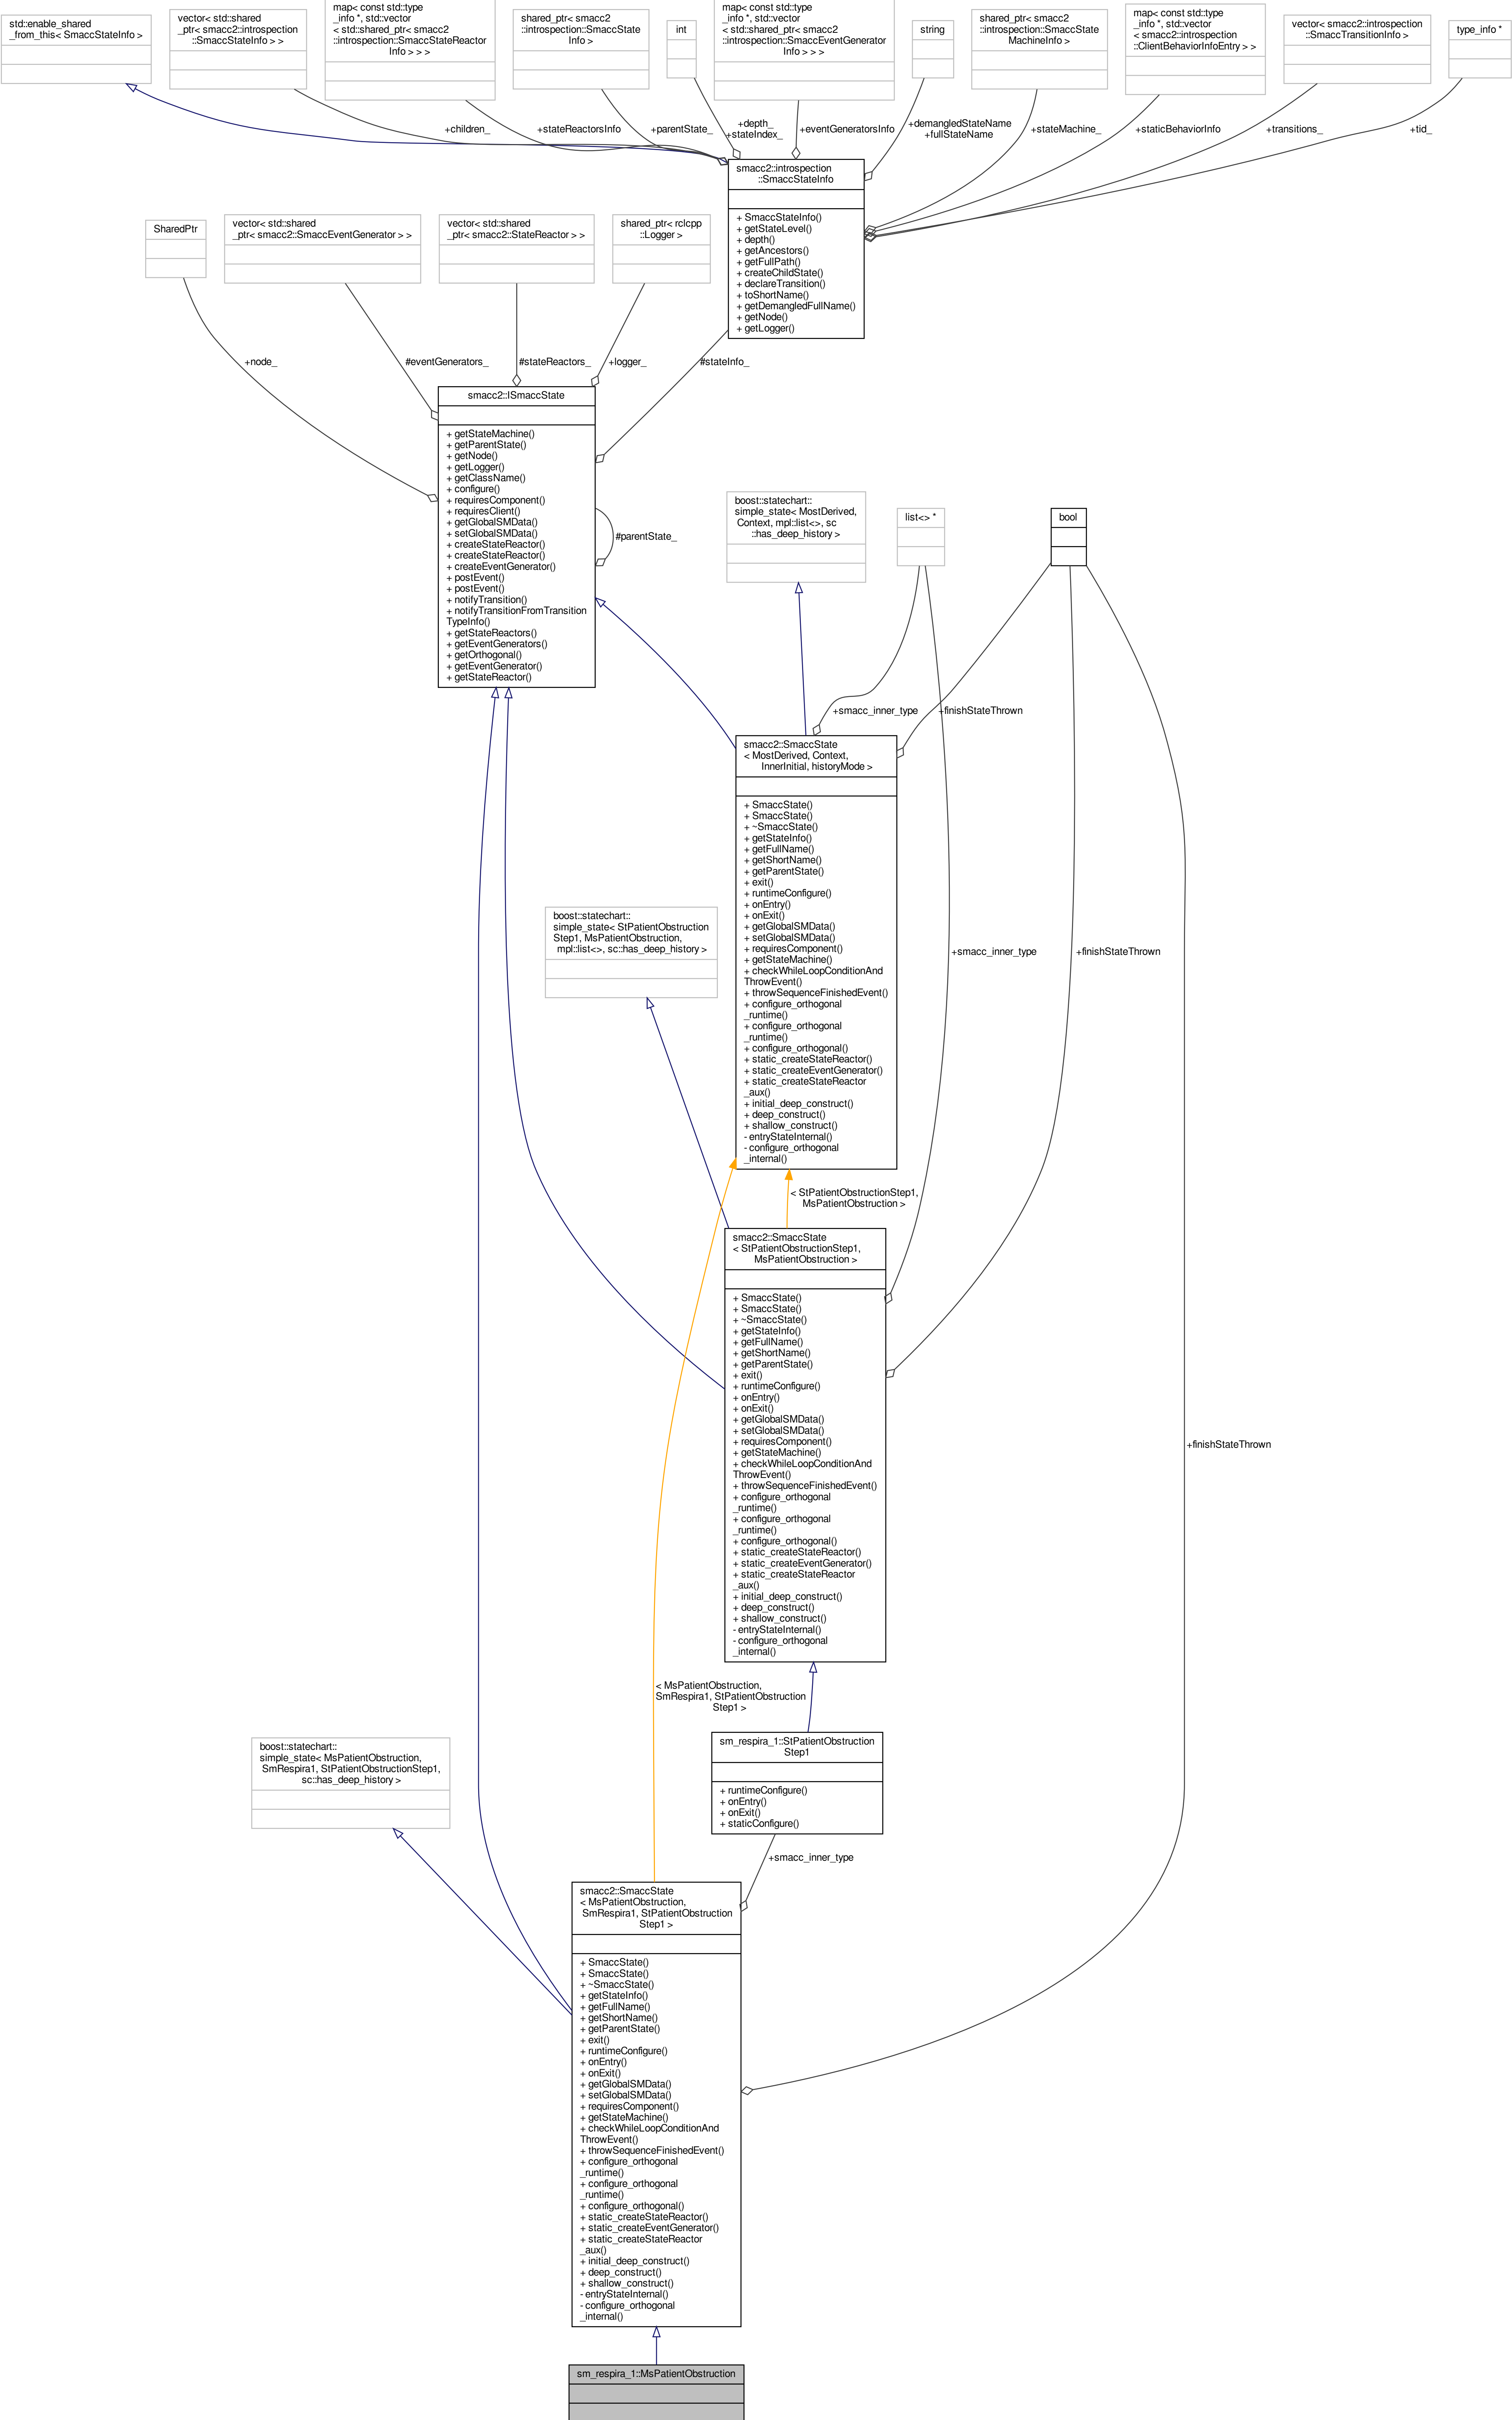 std::enable_shared
_from_this< SmaccStateInfo >
vector< std::shared
_ptr< smacc2::introspection
::SmaccStateInfo > >
map< const std::type
_info *, std::vector
< std::shared_ptr< smacc2
::introspection::SmaccStateReactor
Info > > >
shared_ptr< smacc2
::introspection::SmaccState
Info >
int
map< const std::type
_info *, std::vector
< std::shared_ptr< smacc2
::introspection::SmaccEventGenerator
Info > > >
string
shared_ptr< smacc2
::introspection::SmaccState
MachineInfo >
map< const std::type
_info *, std::vector
< smacc2::introspection
::ClientBehaviorInfoEntry > >
vector< smacc2::introspection
::SmaccTransitionInfo >
type_info *
+children_
+stateReactorsInfo
+parentState_
+depth_
+stateIndex_
+eventGeneratorsInfo
+demangledStateName
+fullStateName
+stateMachine_
+staticBehaviorInfo
+transitions_
+tid_
smacc2::introspection
::SmaccStateInfo
+ SmaccStateInfo()
+ getStateLevel()
+ depth()
+ getAncestors()
+ getFullPath()
+ createChildState()
+ declareTransition()
+ toShortName()
+ getDemangledFullName()
+ getNode()
+ getLogger()
SharedPtr
vector< std::shared
_ptr< smacc2::SmaccEventGenerator > >
vector< std::shared
_ptr< smacc2::StateReactor > >
shared_ptr< rclcpp
::Logger >
+node_
#eventGenerators_
#stateReactors_
+logger_
#stateInfo_
smacc2::ISmaccState
+ getStateMachine()
+ getParentState()
+ getNode()
+ getLogger()
+ getClassName()
+ configure()
+ requiresComponent()
+ requiresClient()
+ getGlobalSMData()
+ setGlobalSMData()
+ createStateReactor()
+ createStateReactor()
+ createEventGenerator()
+ postEvent()
+ postEvent()
+ notifyTransition()
+ notifyTransitionFromTransition
TypeInfo()
+ getStateReactors()
+ getEventGenerators()
+ getOrthogonal()
+ getEventGenerator()
+ getStateReactor()
#parentState_
boost::statechart::
simple_state< MostDerived,
Context, mpl::list<>, sc
::has_deep_history >
list<> *
bool
+smacc_inner_type
+finishStateThrown
smacc2::SmaccState
< MostDerived, Context,
InnerInitial, historyMode >
+ SmaccState()
+ SmaccState()
+ ~SmaccState()
+ getStateInfo()
+ getFullName()
+ getShortName()
+ getParentState()
+ exit()
+ runtimeConfigure()
+ onEntry()
+ onExit()
+ getGlobalSMData()
+ setGlobalSMData()
+ requiresComponent()
+ getStateMachine()
+ checkWhileLoopConditionAnd
ThrowEvent()
+ throwSequenceFinishedEvent()
+ configure_orthogonal
_runtime()
+ configure_orthogonal
_runtime()
+ configure_orthogonal()
+ static_createStateReactor()
+ static_createEventGenerator()
+ static_createStateReactor
_aux()
+ initial_deep_construct()
+ deep_construct()
+ shallow_construct()
- entryStateInternal()
- configure_orthogonal
_internal()
boost::statechart::
simple_state< StPatientObstruction
Step1, MsPatientObstruction,
mpl::list<>, sc::has_deep_history >
+smacc_inner_type
+finishStateThrown
< StPatientObstructionStep1,
MsPatientObstruction >
smacc2::SmaccState
< StPatientObstructionStep1,
MsPatientObstruction >
+ SmaccState()
+ SmaccState()
+ ~SmaccState()
+ getStateInfo()
+ getFullName()
+ getShortName()
+ getParentState()
+ exit()
+ runtimeConfigure()
+ onEntry()
+ onExit()
+ getGlobalSMData()
+ setGlobalSMData()
+ requiresComponent()
+ getStateMachine()
+ checkWhileLoopConditionAnd
ThrowEvent()
+ throwSequenceFinishedEvent()
+ configure_orthogonal
_runtime()
+ configure_orthogonal
_runtime()
+ configure_orthogonal()
+ static_createStateReactor()
+ static_createEventGenerator()
+ static_createStateReactor
_aux()
+ initial_deep_construct()
+ deep_construct()
+ shallow_construct()
- entryStateInternal()
- configure_orthogonal
_internal()
+finishStateThrown
< MsPatientObstruction,
SmRespira1, StPatientObstruction
Step1 >
sm_respira_1::StPatientObstruction
Step1
+ runtimeConfigure()
+ onEntry()
+ onExit()
+ staticConfigure()
boost::statechart::
simple_state< MsPatientObstruction,
SmRespira1, StPatientObstructionStep1,
sc::has_deep_history >
+smacc_inner_type
smacc2::SmaccState
< MsPatientObstruction,
SmRespira1, StPatientObstruction
Step1 >
+ SmaccState()
+ SmaccState()
+ ~SmaccState()
+ getStateInfo()
+ getFullName()
+ getShortName()
+ getParentState()
+ exit()
+ runtimeConfigure()
+ onEntry()
+ onExit()
+ getGlobalSMData()
+ setGlobalSMData()
+ requiresComponent()
+ getStateMachine()
+ checkWhileLoopConditionAnd
ThrowEvent()
+ throwSequenceFinishedEvent()
+ configure_orthogonal
_runtime()
+ configure_orthogonal
_runtime()
+ configure_orthogonal()
+ static_createStateReactor()
+ static_createEventGenerator()
+ static_createStateReactor
_aux()
+ initial_deep_construct()
+ deep_construct()
+ shallow_construct()
- entryStateInternal()
- configure_orthogonal
_internal()
sm_respira_1::MsPatientObstruction